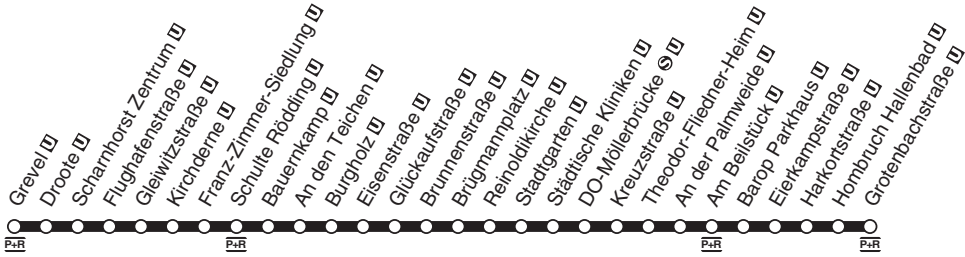 Grevel U
Droote U
Scharnhorst Zentrum U
Flughafenstraße U
Gleiwitzstraße U
Kirchderne U
Franz-Zimmer-Siedlung U
Schulte Rödding U
Bauernkamp U
An den Teichen U
Burgholz U
Eisenstraße U
Glückaufstraße U
Brunnenstraße U
Brügmannplatz U
Reinoldikirche U
Stadtgarten U
Städtische Kliniken U
DO-Möllerbrücke S U
Kreuzstraße U
Theodor-Fliedner-Heim U
An der Palmweide U
Am Beilstück U
Barop Parkhaus U
Eierkampstraße U
Harkortstraße U
Hombruch Hallenbad U
Grotenbachstraße U
P+R
P+R
P+R
P+R